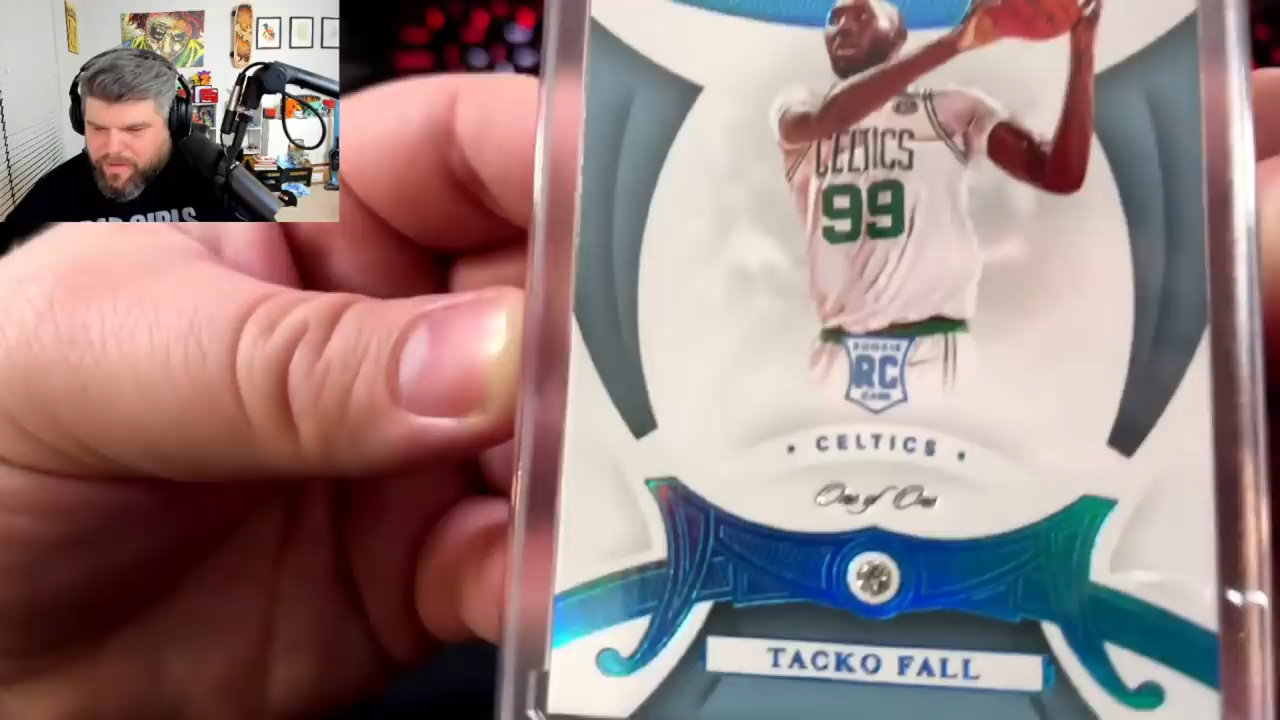 CELTICS
99
ROOKIE
RC
CARD
• CELTICS •
One of One
TACKO FALL